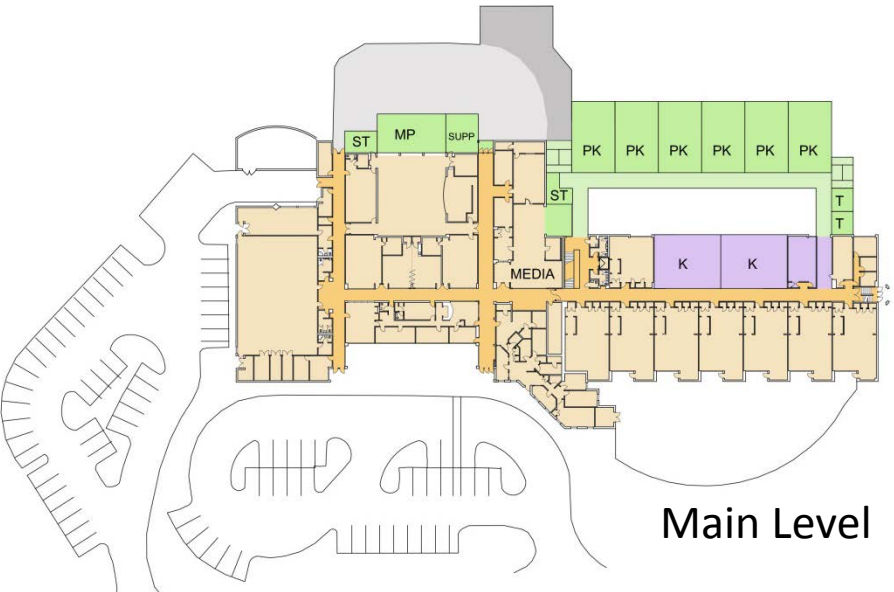 ST MP SUPP
PK PK PK PK PK PK
ST
T
T
MEDIA
K K
Main Level